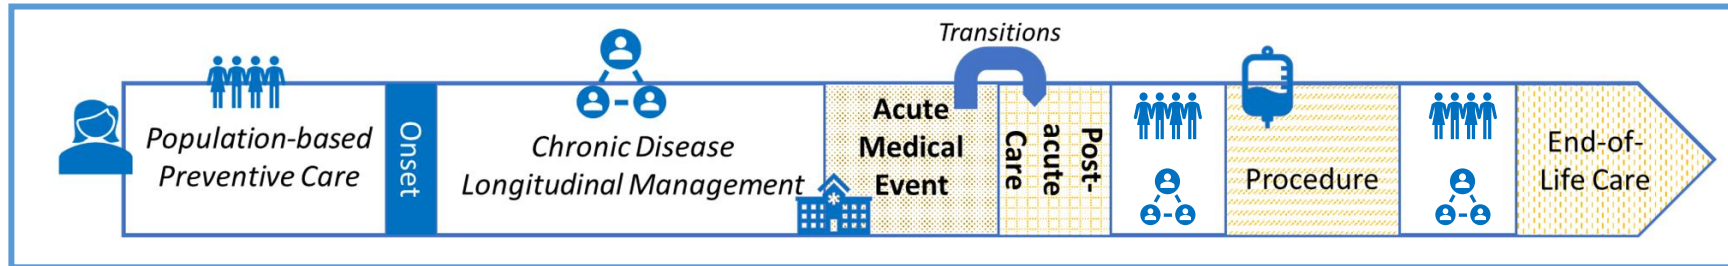 Transitions
Population-based
Preventive Care
Onset
Chronic Disease
Longitudinal Management
Acute
Medical
Event
Post-
acute
Care
Procedure
End-of-
Life Care